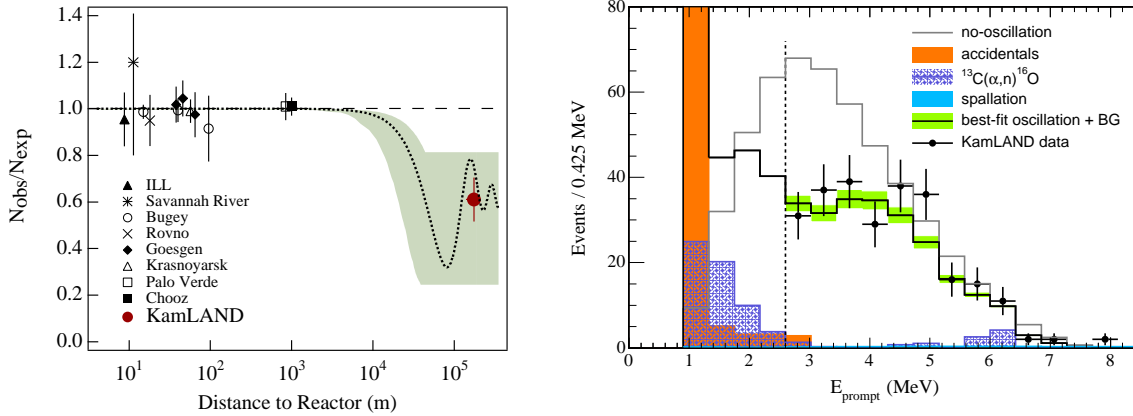 1.4
1.2
1.0
0.8
0.6
0.4
0.2
0.0
N_obs/N_exp
ILL
Savannah River
Bugey
Rovno
Goesgen
Krasnoyarsk
Palo Verde
Chooz
KamLAND
10^1 10^2 10^3 10^4 10^5
Distance to Reactor (m)
80
60
40
20
0
Events / 0.425 MeV
no-oscillation
accidentals
^13C(α,n)^16O
spallation
best-fit oscillation + BG
KamLAND data
0 1 2 3 4 5 6 7 8
E_prompt (MeV)